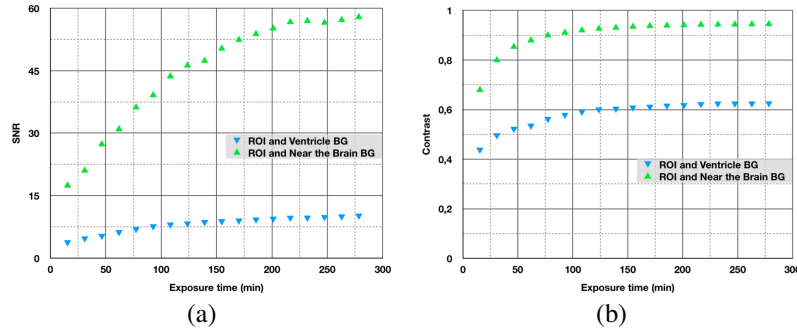 60
45
30
15
0
SNR
ROI and Ventricle BG
ROI and Near the Brain BG
0 50 100 150 200 250 300
Exposure time (min)
(a)
1
0,8
0,6
0,4
0
Contrast
ROI and Ventricle BG
ROI and Near the Brain BG
0 50 100 150 200 250 300
Exposure time (min)
(b)